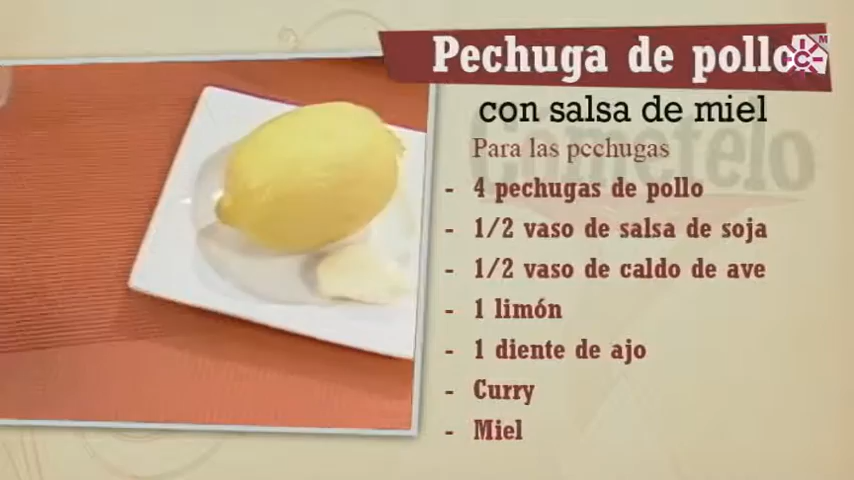 Pechuga de pollo
con salsa de miel
Cómetelo
Para las pechugas
- 4 pechugas de pollo
- 1/2 vaso de salsa de soja
- 1/2 vaso de caldo de ave
- 1 limón
- 1 diente de ajo
- Curry
- Miel